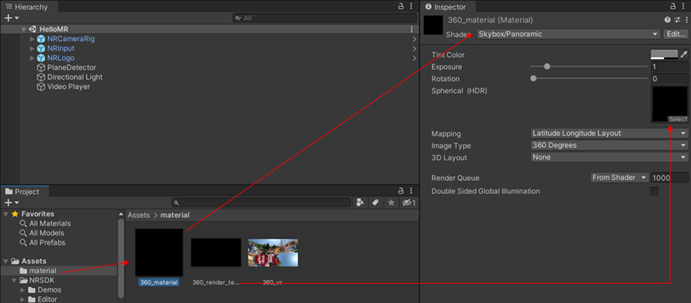 Hierarchy
All
HelloMR
NRCameraRig
NRInput
NRLogo
PlaneDetector
Directional Light
Video Player
Project
1
Favorites
All Materials
All Models
All Prefabs
Assets
material
NRSDK
Demos
Editor
Assets > material
360_material
360_render_te...
360_vr
Inspector
360_material (Material)
Shader
Skybox/Panoramic
Edit...
Tint Color
Exposure 1
Rotation 0
Spherical (HDR)
Select
Mapping Latitude Longitude Layout
Image Type 360 Degrees
3D Layout None
Render Queue From Shader 1000
Double Sided Global Illumination